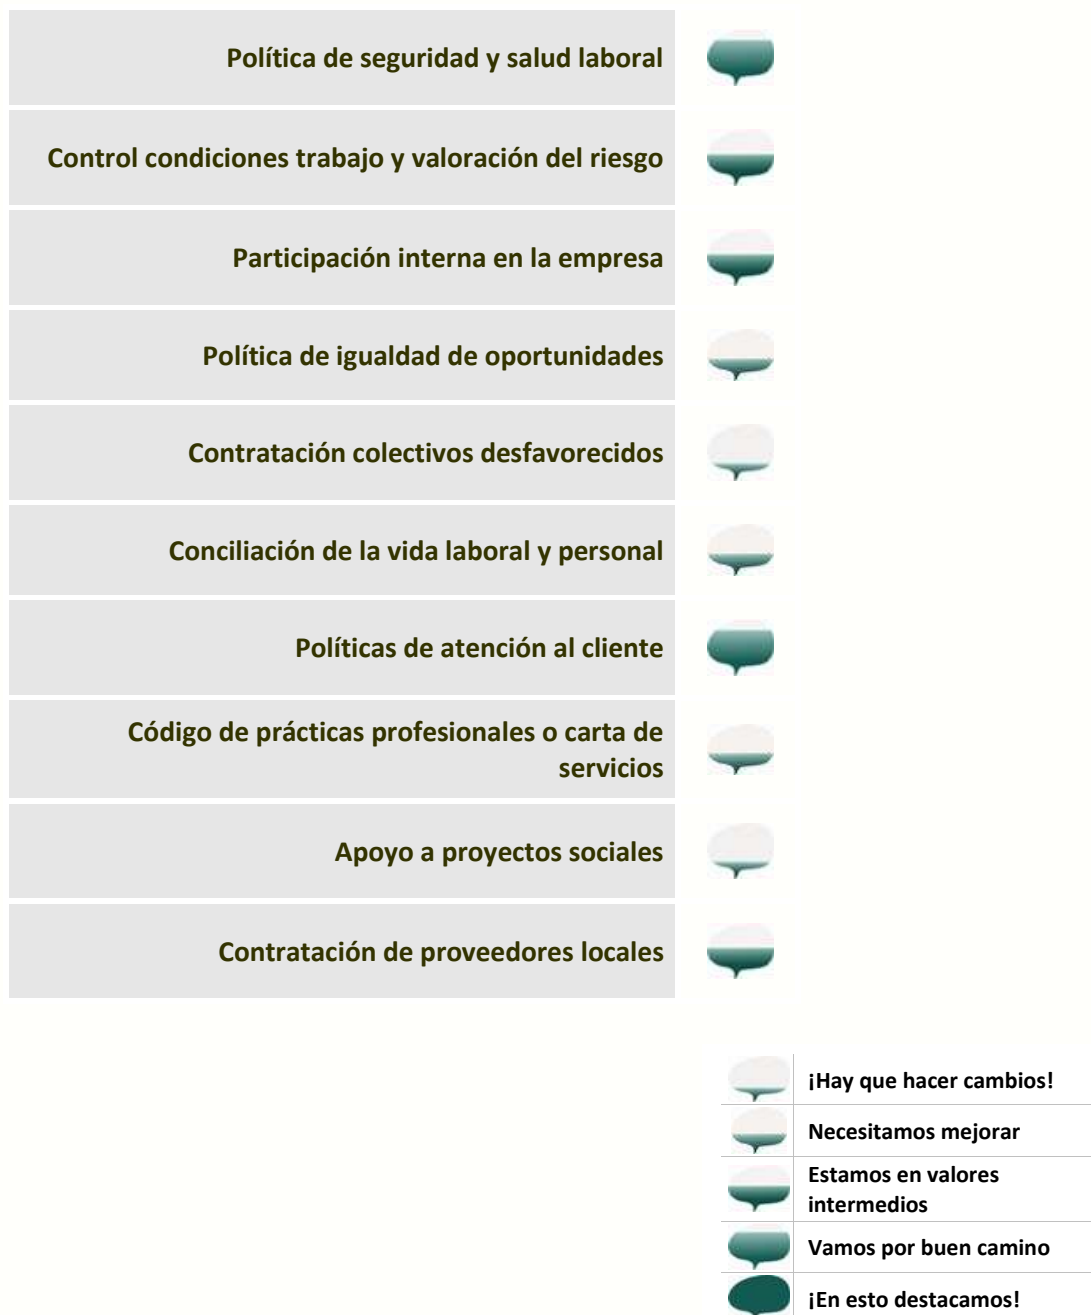 Política de seguridad y salud laboral
Control condiciones trabajo y valoración del riesgo
Participación interna en la empresa
Política de igualdad de oportunidades
Contratación colectivos desfavorecidos
Conciliación de la vida laboral y personal
Políticas de atención al cliente
Código de prácticas profesionales o carta de
servicios
Apoyo a proyectos sociales
Contratación de proveedores locales
¡Hay que hacer cambios!
Necesitamos mejorar
Estamos en valores
intermedios
Vamos por buen camino
¡En esto destacamos!